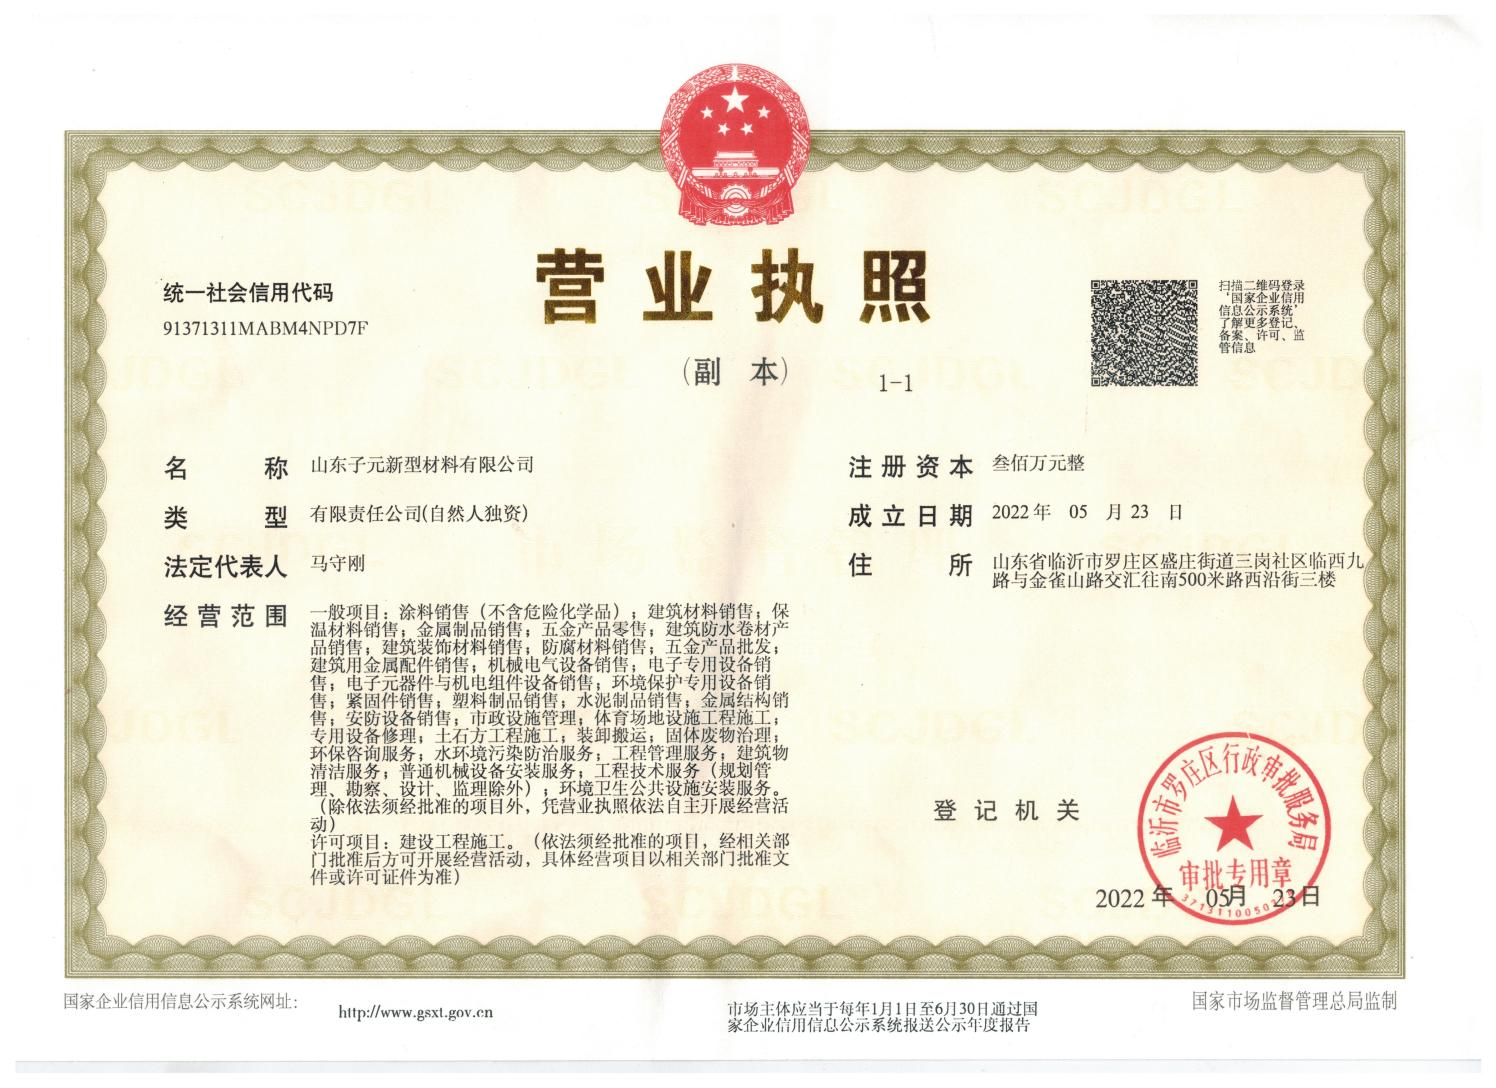 营业执照
(副 本)
1-1
统一社会信用代码
91371311MABM4NPD7F
扫描二维码登录
‘国家企业信用
信息公示系统’
了解更多登记、
备案、许可、监
管信息
名 称 山东子元新型材料有限公司
类 型 有限责任公司(自然人独资)
法定代表人 马守刚
经营范围 一般项目：涂料销售（不含危险化学品）；建筑材料销售；保
温材料销售；金属制品销售；五金产品零售；建筑防水卷材产
品销售；建筑装饰材料销售；防腐材料销售；五金产品批发；
建筑用金属配件销售；机械电气设备销售；电子专用设备销
售；电子元器件与机电组件设备销售；环境保护专用设备销
售；紧固件销售；塑料制品销售；水泥制品销售；金属结构销
售；安防设备销售；市政设施管理；体育场地设施工程施工；
专用设备修理；土石方工程施工；装卸搬运；固体废物治理；
环保咨询服务；水环境污染防治服务；工程管理服务；建筑物
清洁服务；普通机械设备安装服务；工程技术服务（规划管
理、勘察、设计、监理除外）；环境卫生公共设施安装服务。
（除依法须经批准的项目外，凭营业执照依法自主开展经营活
动）
许可项目：建设工程施工。（依法须经批准的项目，经相关部
门批准后方可开展经营活动，具体经营项目以相关部门批准文
件或许可证件为准）
注册资本 叁佰万元整
成立日期 2022年 05 月 23 日
住 所 山东省临沂市罗庄区盛庄街道三岗社区临西九
路与金雀山路交汇往南500米路西沿街三楼
登记机关
临沂市罗庄区行政审批服务局
审批专用章
2022年 05月 23日
国家企业信用信息公示系统网址：
http://www.gsxt.gov.cn
市场主体应当于每年1月1日至6月30日通过国
家企业信用信息公示系统报送公示年度报告
国家市场监督管理总局监制